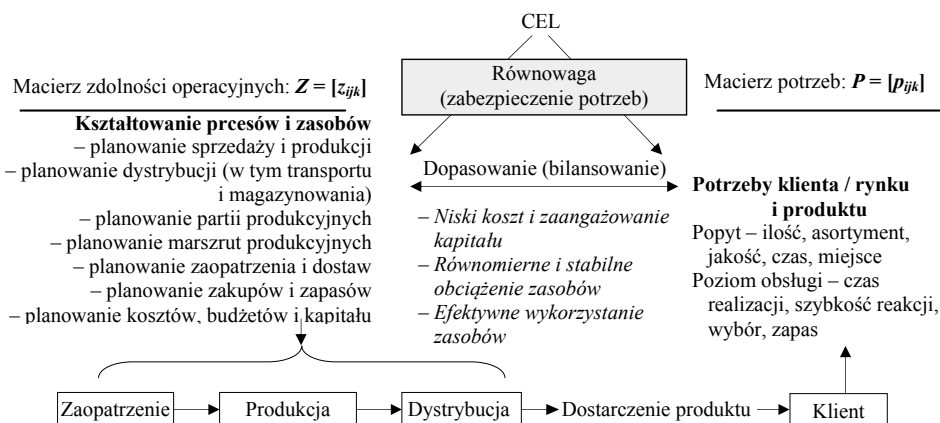 CEL
Równowaga
(zabezpieczenie potrzeb)
Macierz zdolności operacyjnych: Z = [zijk]
Macierz potrzeb: P = [pijk]
Kształtowanie prcesów i zasobów
– planowanie sprzedaży i produkcji
– planowanie dystrybucji (w tym transportu
i magazynowania)
– planowanie partii produkcyjnych
– planowanie marszrut produkcyjnych
– planowanie zaopatrzenia i dostaw
– planowanie zakupów i zapasów
– planowanie kosztów, budżetów i kapitału
Dopasowanie (bilansowanie)
– Niski koszt i zaangażowanie
kapitału
– Równomierne i stabilne
obciążenie zasobów
– Efektywne wykorzystanie
zasobów
Potrzeby klienta / rynku
i produktu
Popyt – ilość, asortyment,
jakość, czas, miejsce
Poziom obsługi – czas
realizacji, szybkość reakcji,
wybór, zapas
Zaopatrzenie
Produkcja
Dystrybucja
Dostarczenie produktu
Klient